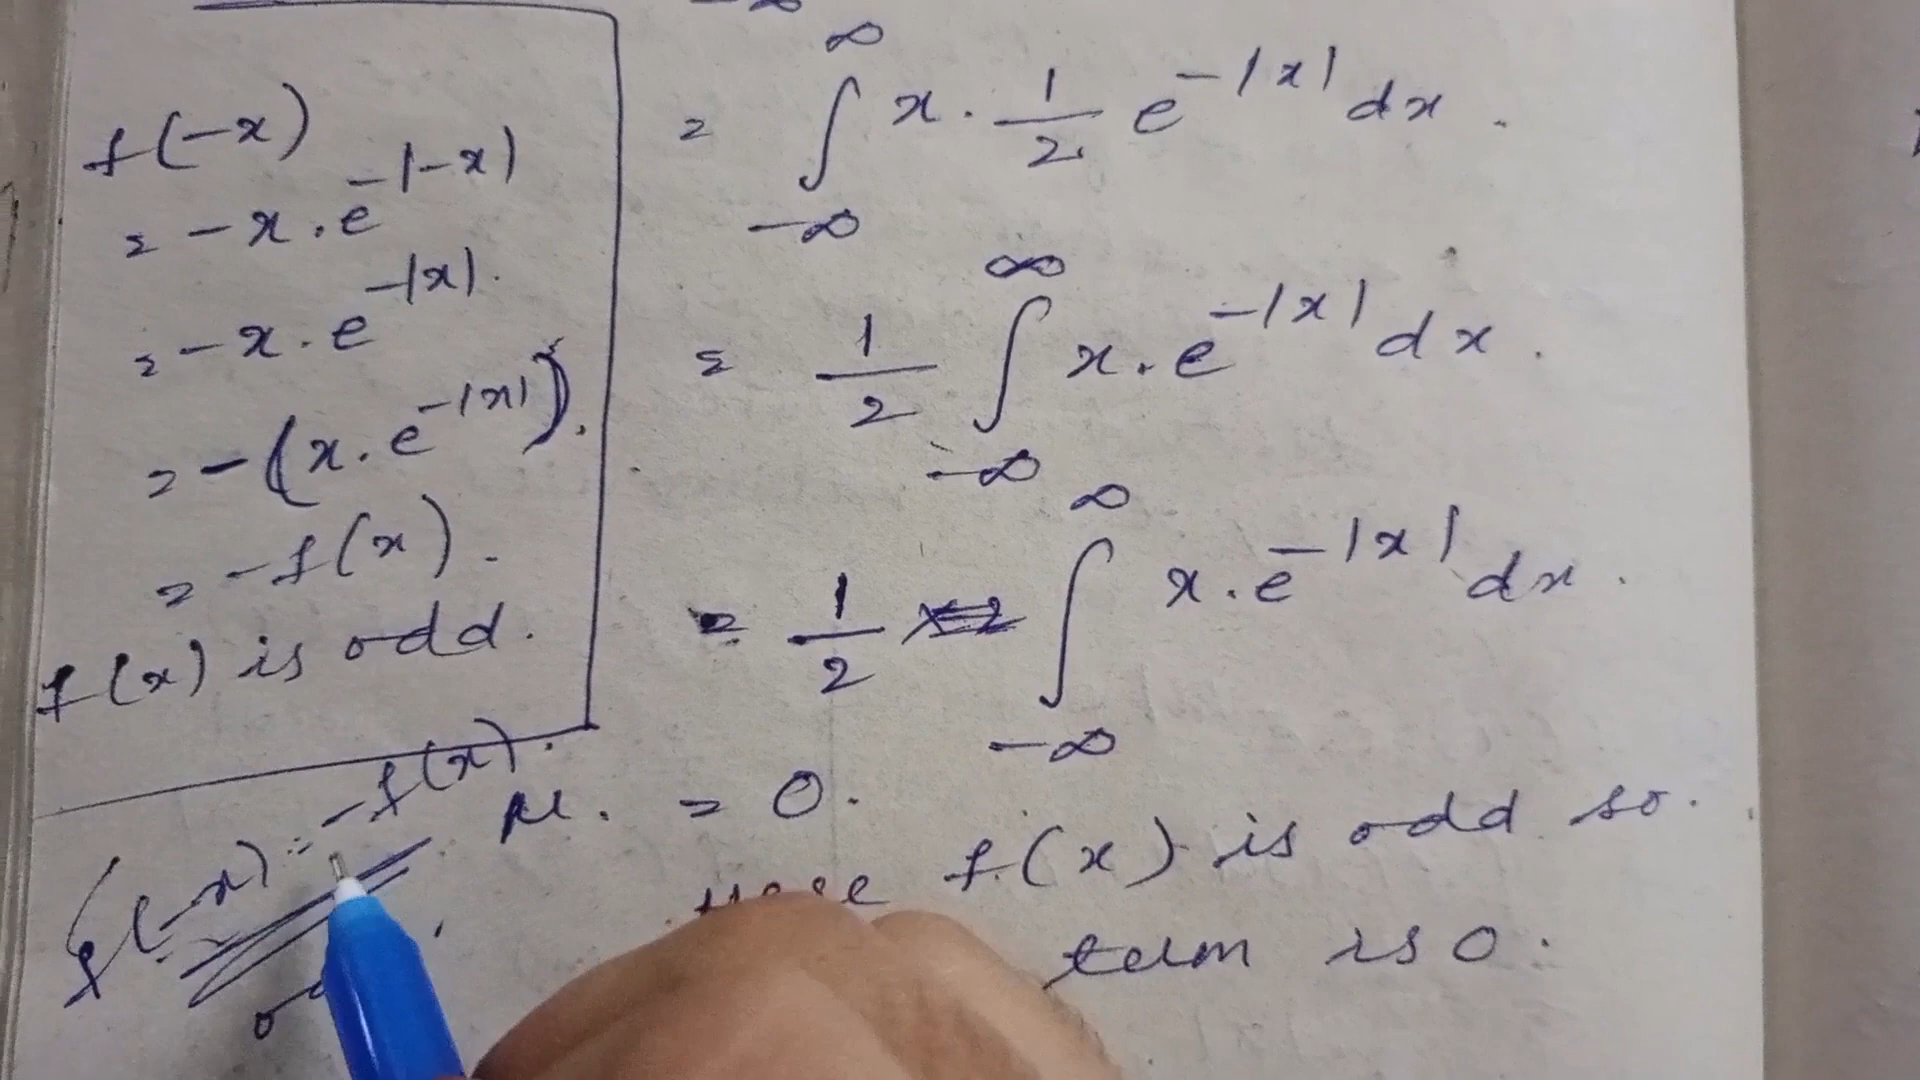 f(-x)
= -x.e^{-|-x|}
= -x.e^{-|x|}.
= -(x.e^{-|x|}).
= -f(x).
f(x) is odd.
f(-x) = -f(x).
-∞
= ∫_{-∞}^{∞} x. 1/2 e^{-|x|} dx.
= 1/2 ∫_{-∞}^{∞} x.e^{-|x|} dx.
= 1/2 ∫_{-∞}^{∞} x.e^{-|x|} dx.
= 0.
f(x) is odd so.
term is 0.